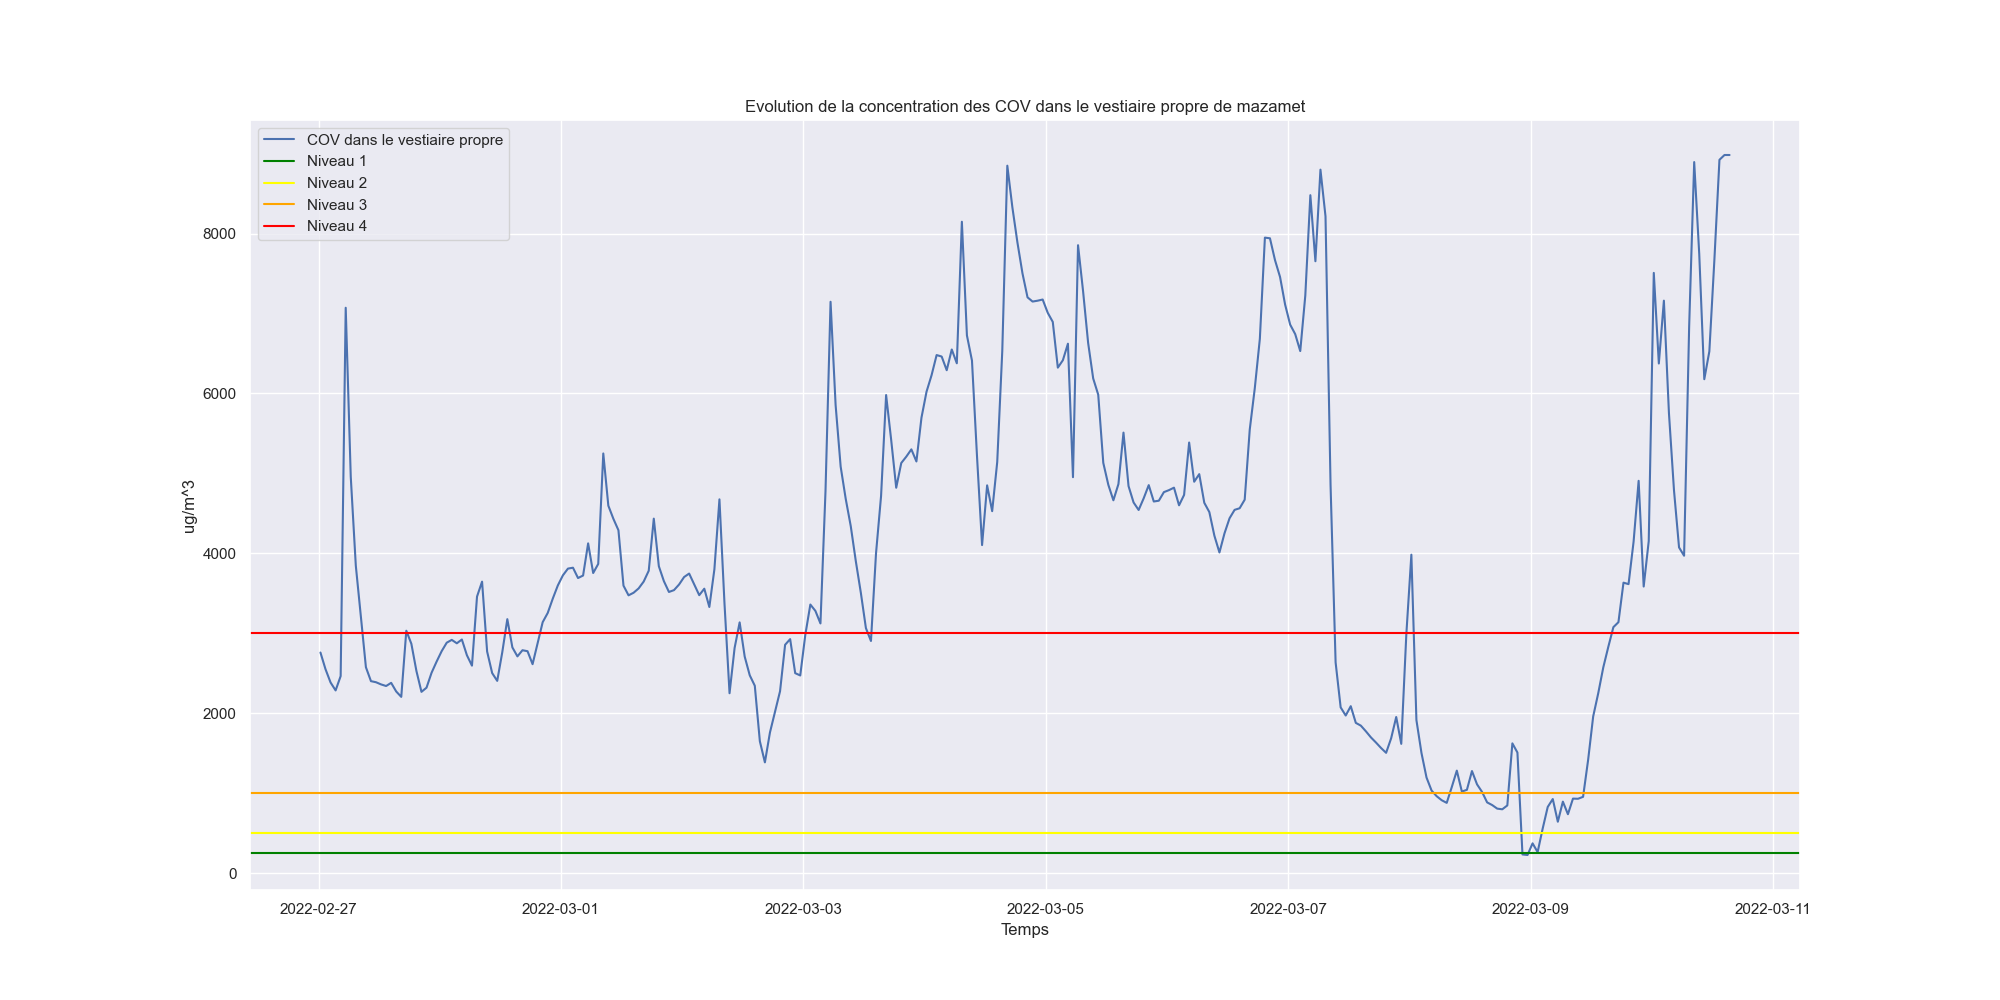 Evolution de la concentration des COV dans le vestiaire propre de mazamet
COV dans le vestiaire propre
Niveau 1
Niveau 2
Niveau 3
Niveau 4
ug/m^3
8000
6000
4000
2000
0
2022-02-27 2022-03-01 2022-03-03 2022-03-05 2022-03-07 2022-03-09 2022-03-11
Temps